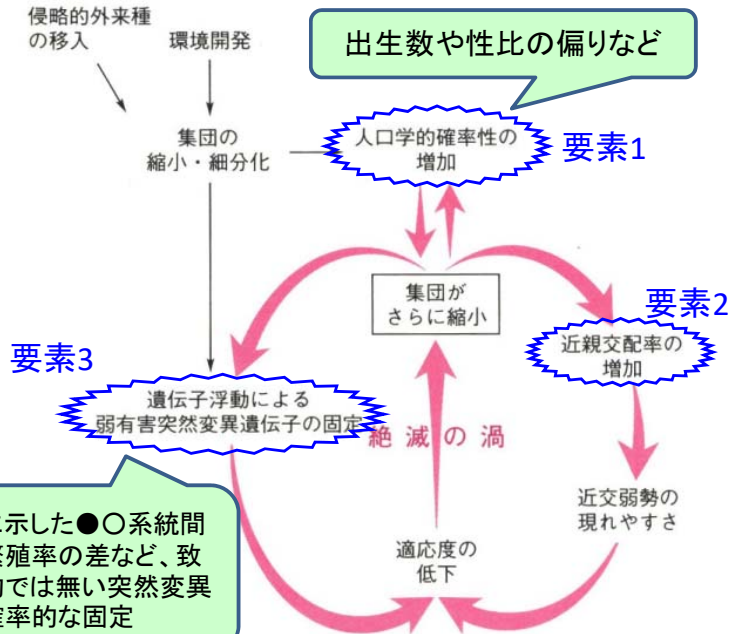 侵略的外来種
の移入
環境開発
出生数や性比の偏りなど
集団の
縮小・細分化
人口学的確率性の
増加
要素1
集団が
さらに縮小
要素2
近親交配率の
増加
要素3
遺伝子浮動による
弱有害突然変異遺伝子の固定
絶滅の渦
近交弱勢の
現れやすさ
適応度の
低下
示した●○系統間
繁殖率の差など、致
では無い突然変異
率的な固定